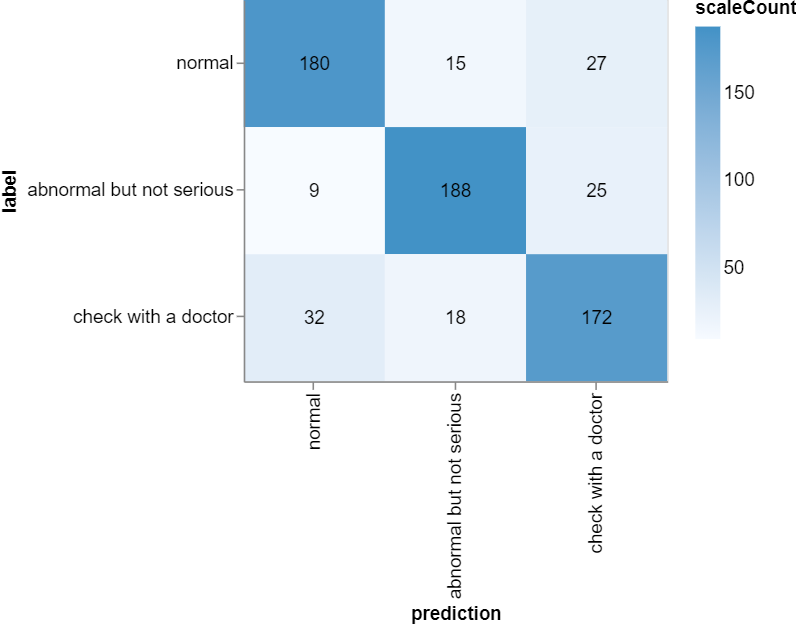 scaleCount
normal 180 15 27
150
100
50
label
abnormal but not serious 9 188 25
check with a doctor 32 18 172
normal
abnormal but not serious
check with a doctor
prediction